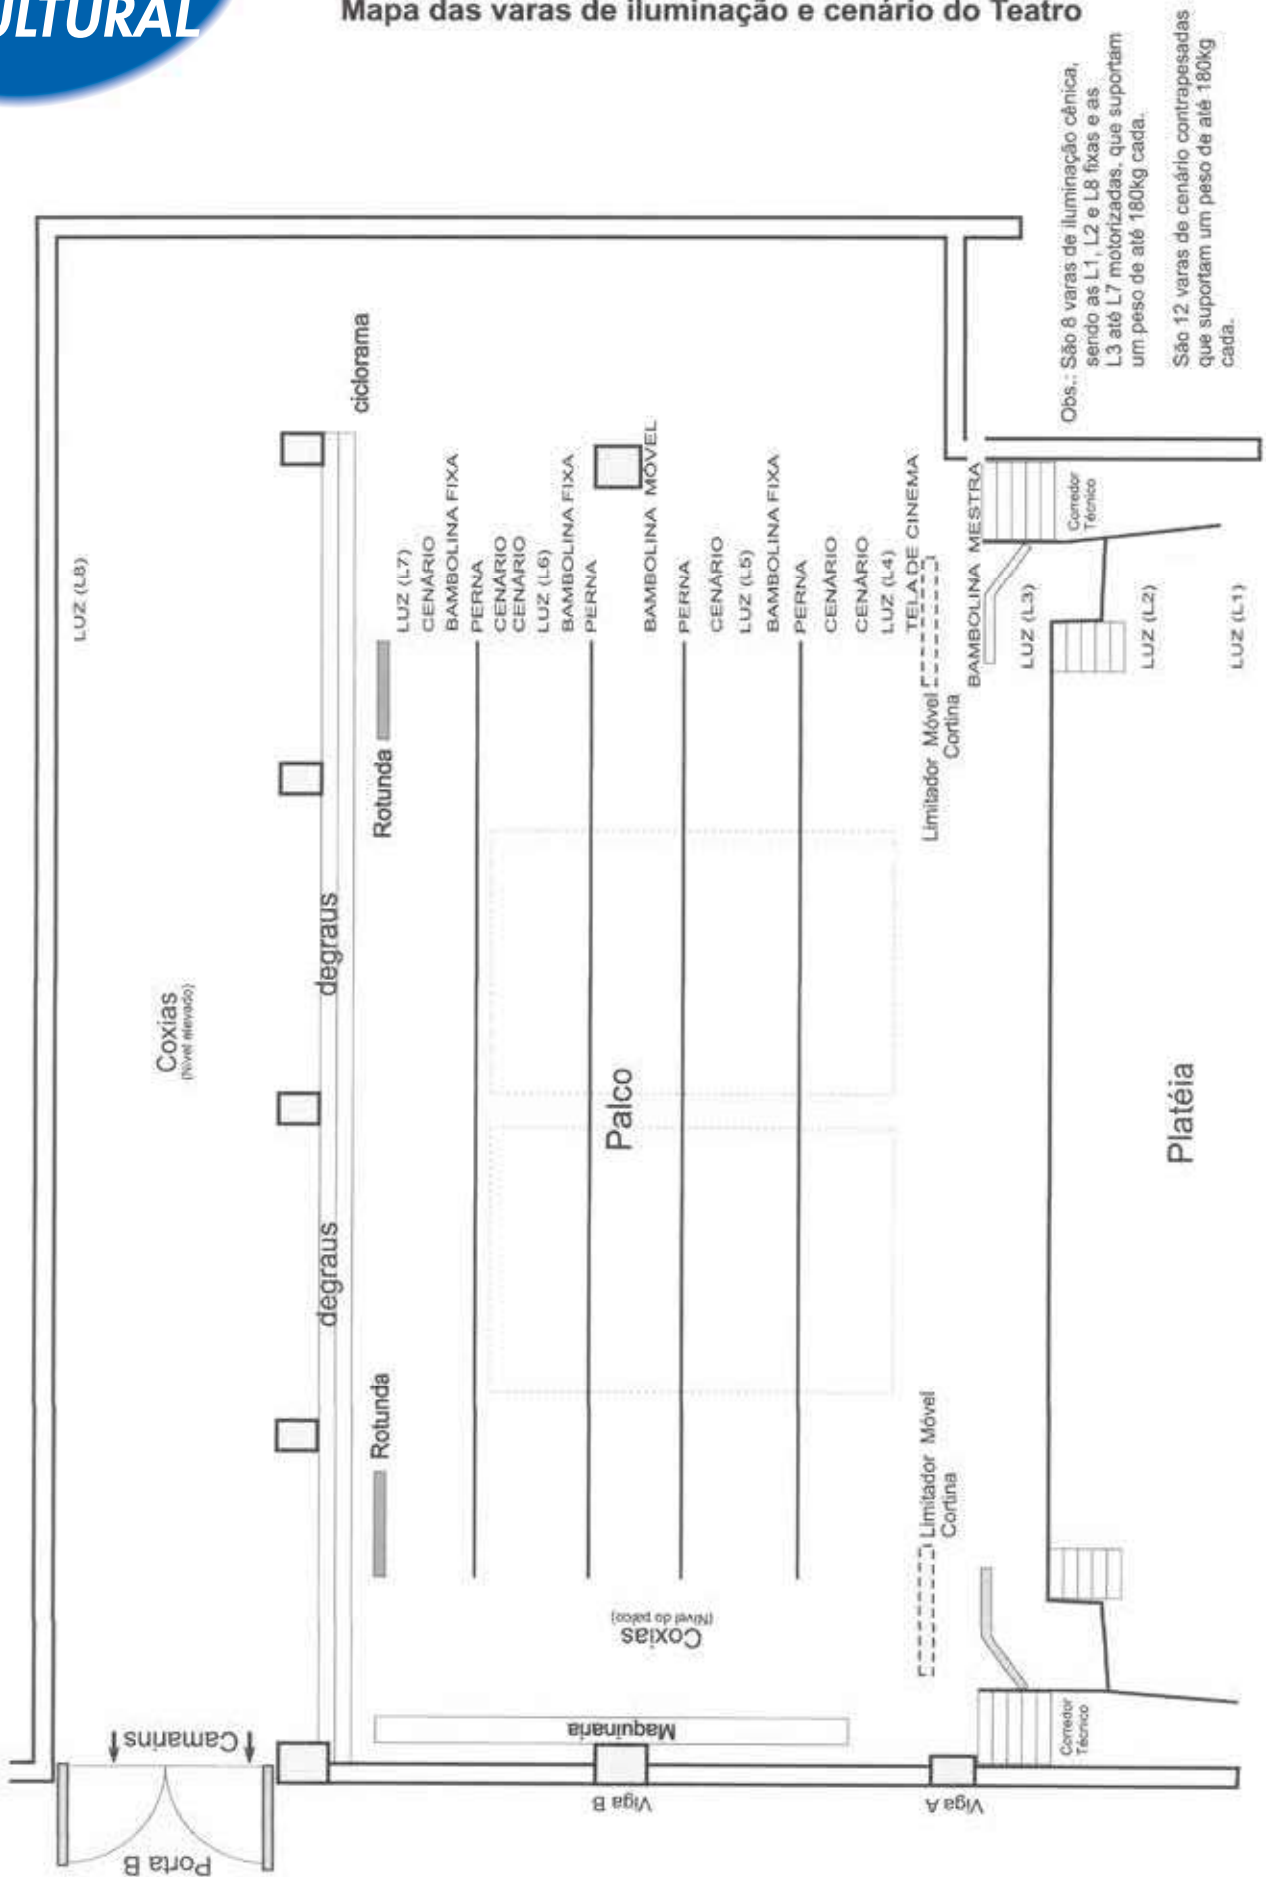 ULTURAL
Mapa das varas de iluminação e cenário do Teatro
Obs.: São 8 varas de iluminação cênica,
sendo as L1, L2 e L8 fixas e as
L3 até L7 motorizadas, que suportam
um peso de até 180kg cada.
São 12 varas de cenário contrapesadas
que suportam um peso de até 180kg
cada.
LUZ (L8)
Coxias
(Nível elevado)
ciclorama
degraus
degraus
Rotunda
Rotunda
LUZ (L7)
CENÁRIO
BAMBOLINA FIXA
PERNA
CENÁRIO
CENÁRIO
LUZ (L6)
BAMBOLINA FIXA
PERNA
BAMBOLINA MÓVEL
PERNA
CENÁRIO
LUZ (L5)
BAMBOLINA FIXA
PERNA
CENÁRIO
CENÁRIO
LUZ (L4)
TELA DE CINEMA
Limitador Móvel
Cortina
BAMBOLINA MESTRA
LUZ (L3)
LUZ (L2)
LUZ (L1)
Corredor
Técnico
Palco
Platéia
Limitador Móvel
Cortina
Coxias
(Nível do palco)
Maquinaria
Corredor
Técnico
Camarins
Porta B
Viga B
Viga A